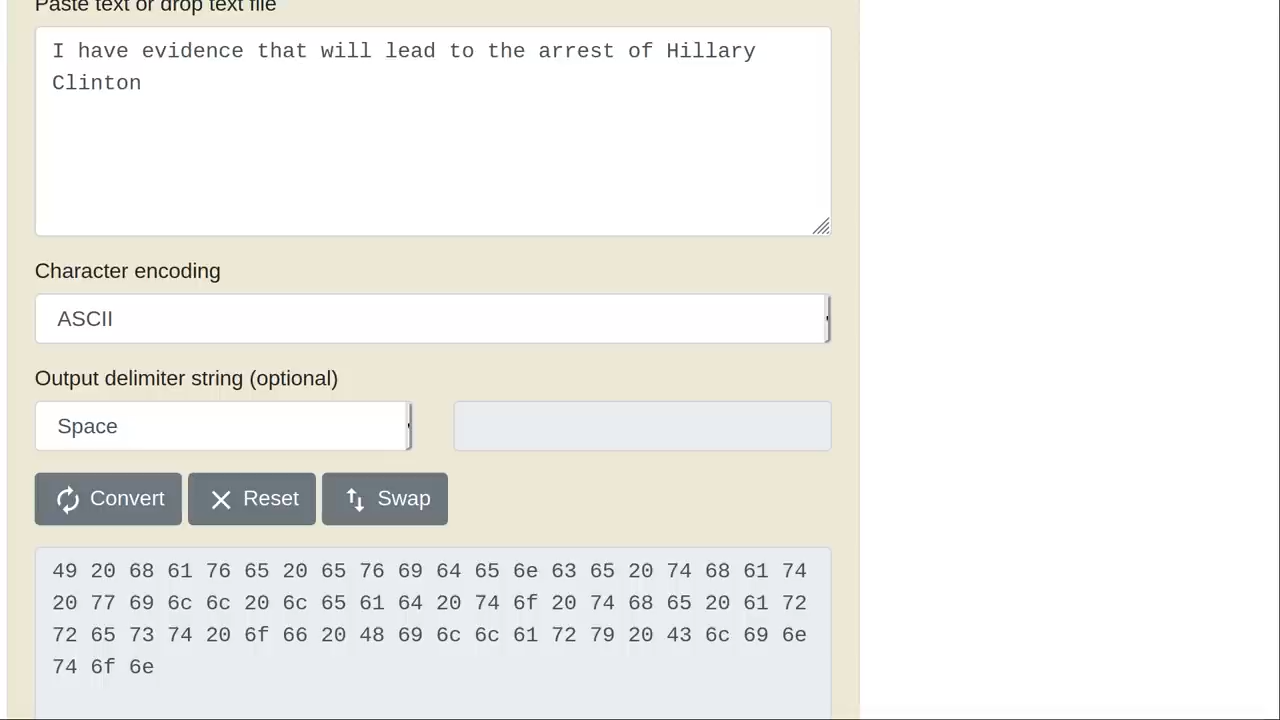 Paste text or drop text file
I have evidence that will lead to the arrest of Hillary
Clinton
Character encoding
ASCII
Output delimiter string (optional)
Space
Convert Reset Swap
49 20 68 61 76 65 20 65 76 69 64 65 6e 63 65 20 74 68 61 74
20 77 69 6c 6c 20 6c 65 61 64 20 74 6f 20 74 68 65 20 61 72
72 65 73 74 20 6f 66 20 48 69 6c 6c 61 72 79 20 43 6c 69 6e
74 6f 6e